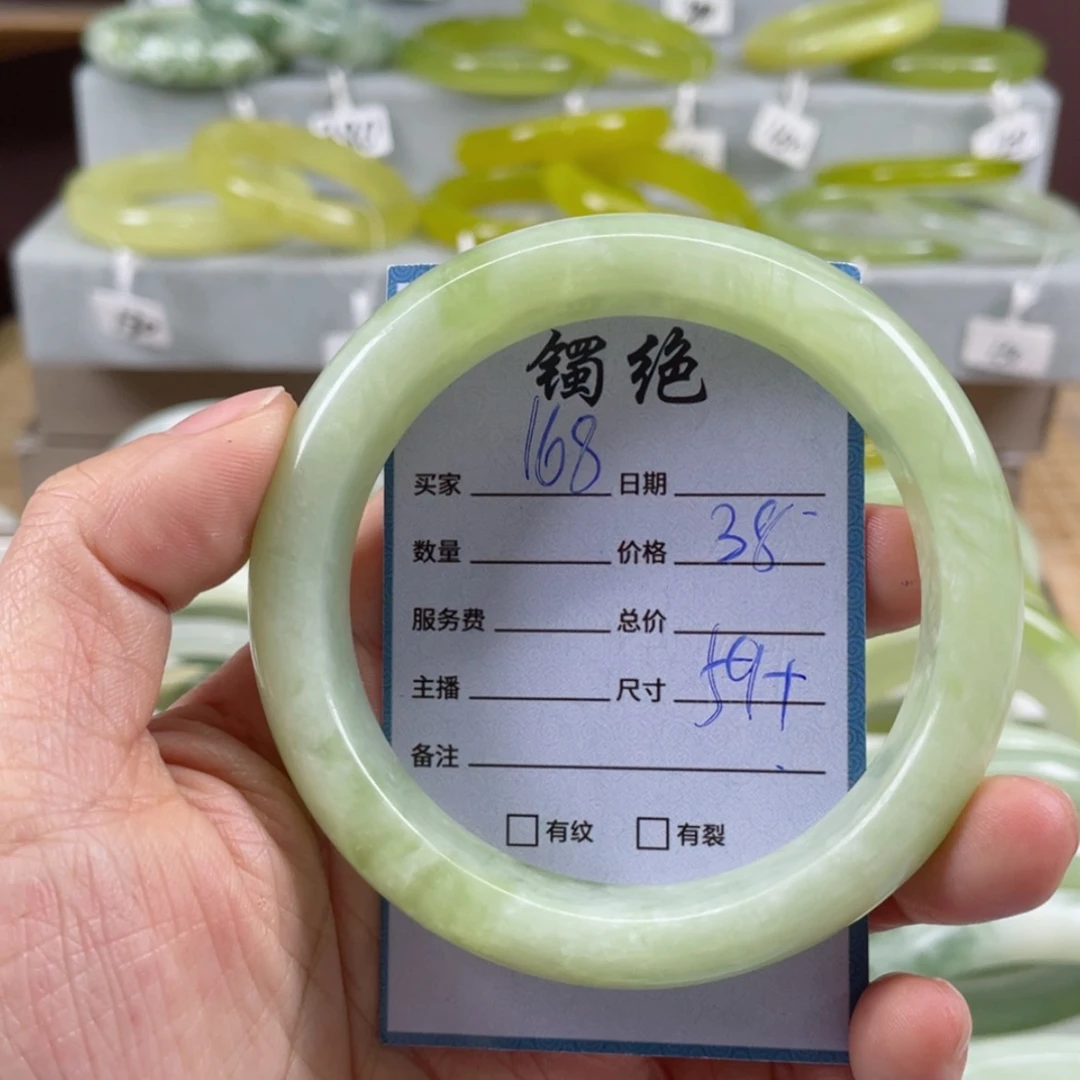 镯绝
168
买家 日期
数量 价格 38-
服务费 总价
主播 尺寸 59+
备注
有纹 有裂